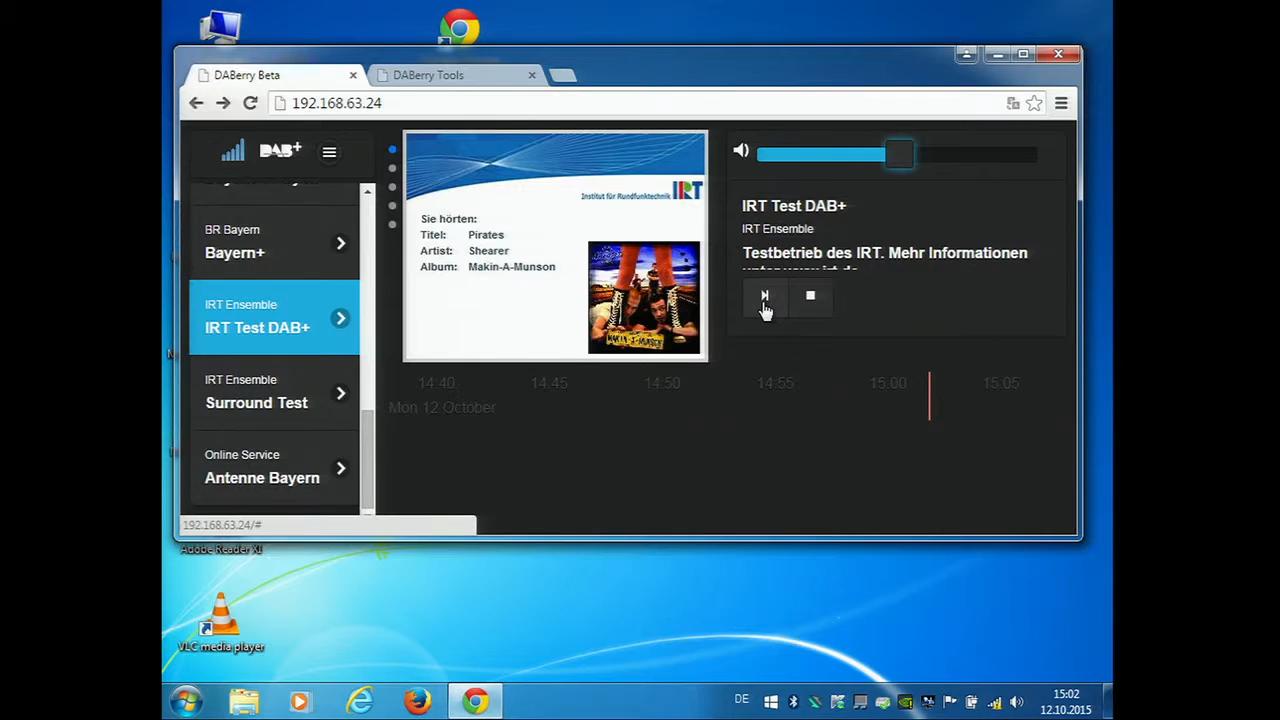 DABerry Beta
DABerry Tools
192.168.63.24
DAB+
BR Bayern
Bayern+
IRT Ensemble
IRT Test DAB+
IRT Ensemble
Surround Test
Online Service
Antenne Bayern
192.168.63.24/#
Institut für Rundfunktechnik IRT
Sie hörten:
Titel: Pirates
Artist: Shearer
Album: Makin-A-Munson
MAKIN-A-MUNSON
IRT Test DAB+
IRT Ensemble
Testbetrieb des IRT. Mehr Informationen
14:40 14:45 14:50 14:55 15:00 15:05
Mon 12 October
Adobe Reader XI
VLC media player
DE
15:02
12.10.2015